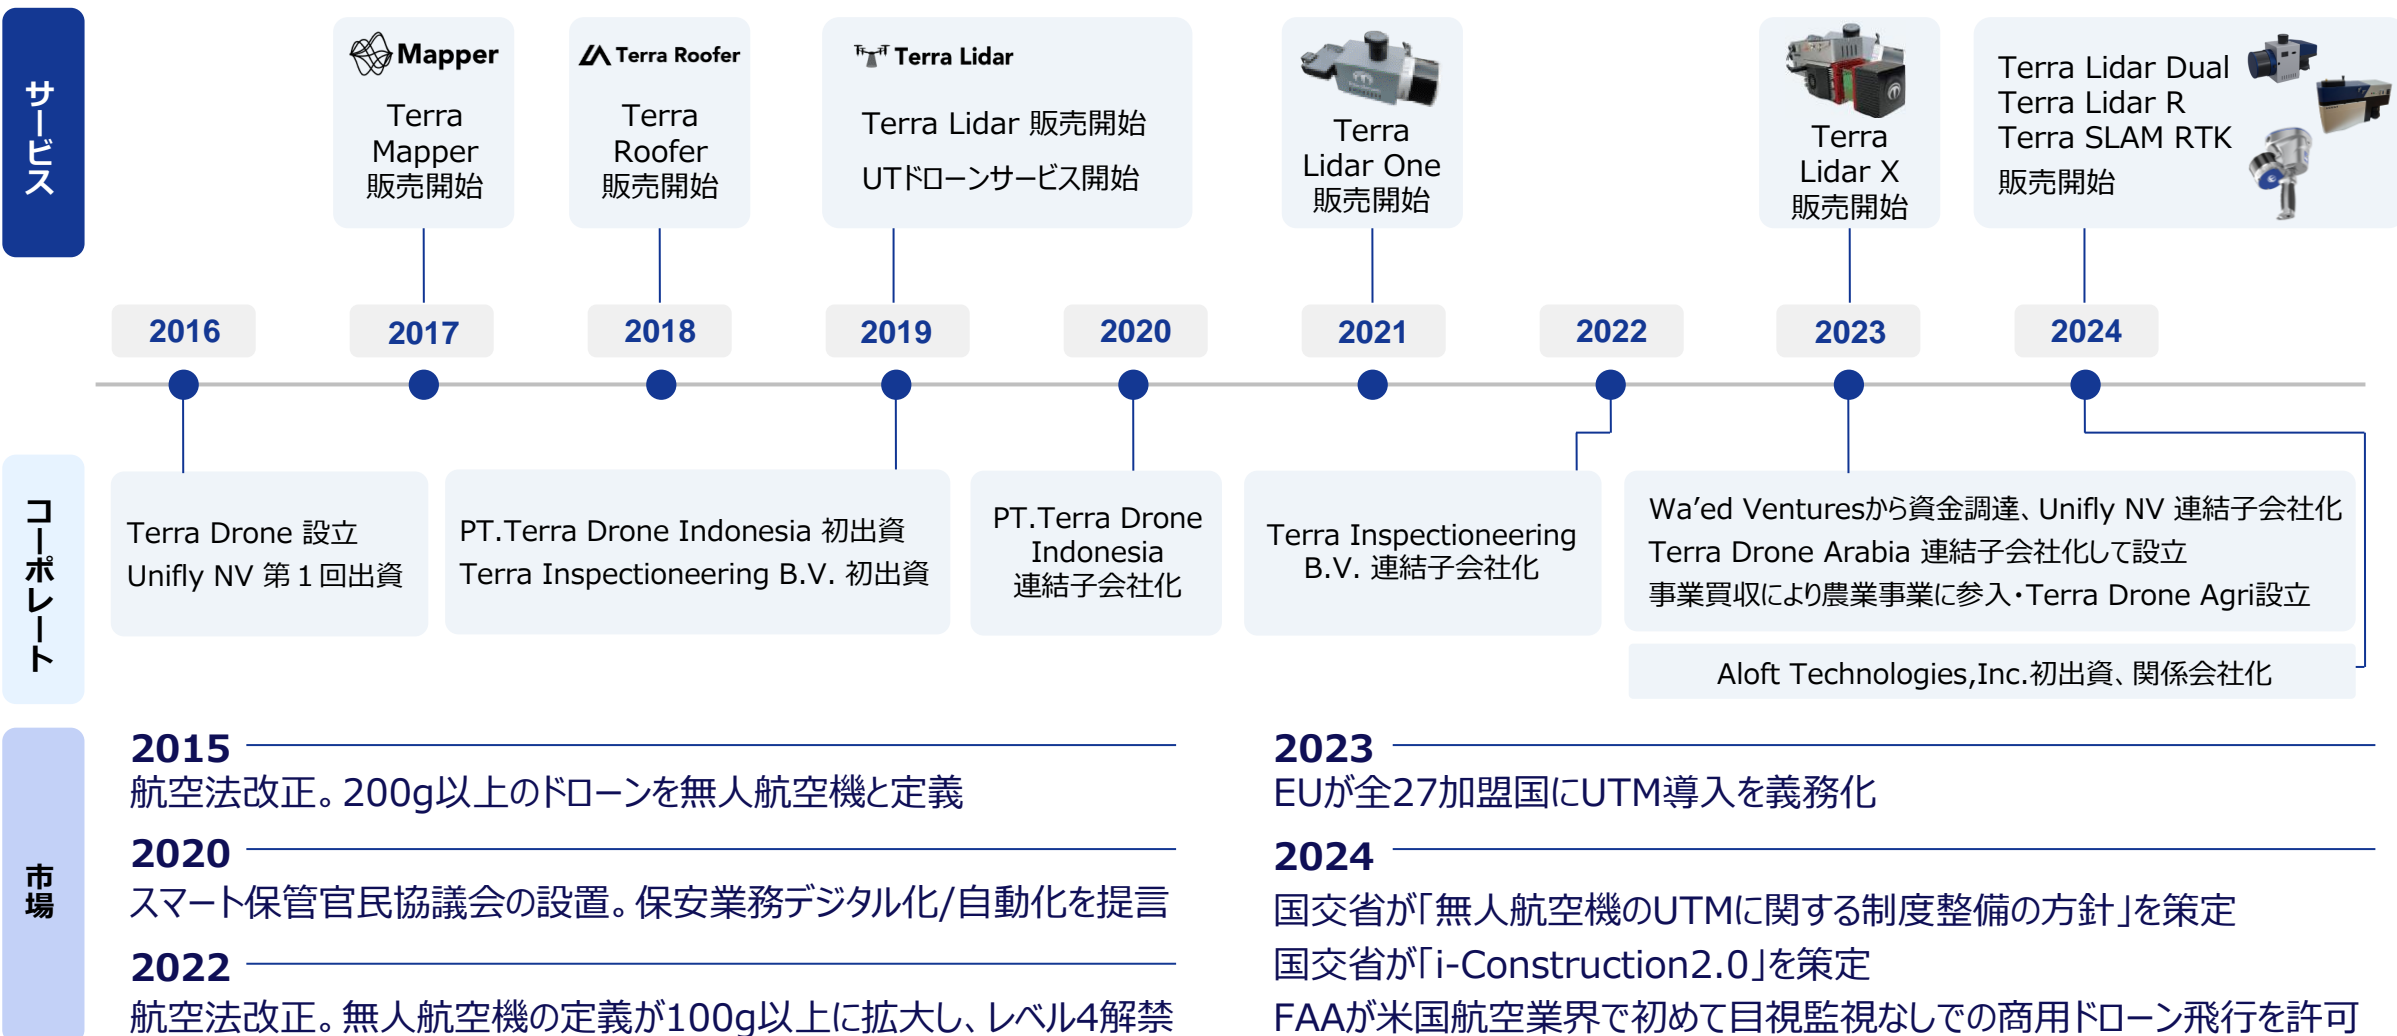 サービス
Mapper
Terra
Mapper
販売開始
Terra Roofer
Terra
Roofer
販売開始
Terra Lidar
Terra Lidar 販売開始
UTドローンサービス開始
Terra
Lidar One
販売開始
Terra
Lidar X
販売開始
Terra Lidar Dual
Terra Lidar R
Terra SLAM RTK
販売開始
2016
2017
2018
2019
2020
2021
2022
2023
2024
コーポレート
Terra Drone 設立
Unifly NV 第１回出資
PT.Terra Drone Indonesia 初出資
Terra Inspectioneering B.V. 初出資
PT.Terra Drone
Indonesia
連結子会社化
Terra Inspectioneering
B.V. 連結子会社化
Wa’ed Venturesから資金調達、Unifly NV 連結子会社化
Terra Drone Arabia 連結子会社化して設立
事業買収により農業事業に参入・Terra Drone Agri設立
Aloft Technologies,Inc.初出資、関係会社化
市場
2015
航空法改正。200g以上のドローンを無人航空機と定義
2020
スマート保管官民協議会の設置。保安業務デジタル化/自動化を提言
2022
航空法改正。無人航空機の定義が100g以上に拡大し、レベル4解禁
2023
EUが全27加盟国にUTM導入を義務化
2024
国交省が「無人航空機のUTMに関する制度整備の方針」を策定
国交省が「i-Construction2.0」を策定
FAAが米国航空業界で初めて目視監視なしでの商用ドローン飛行を許可